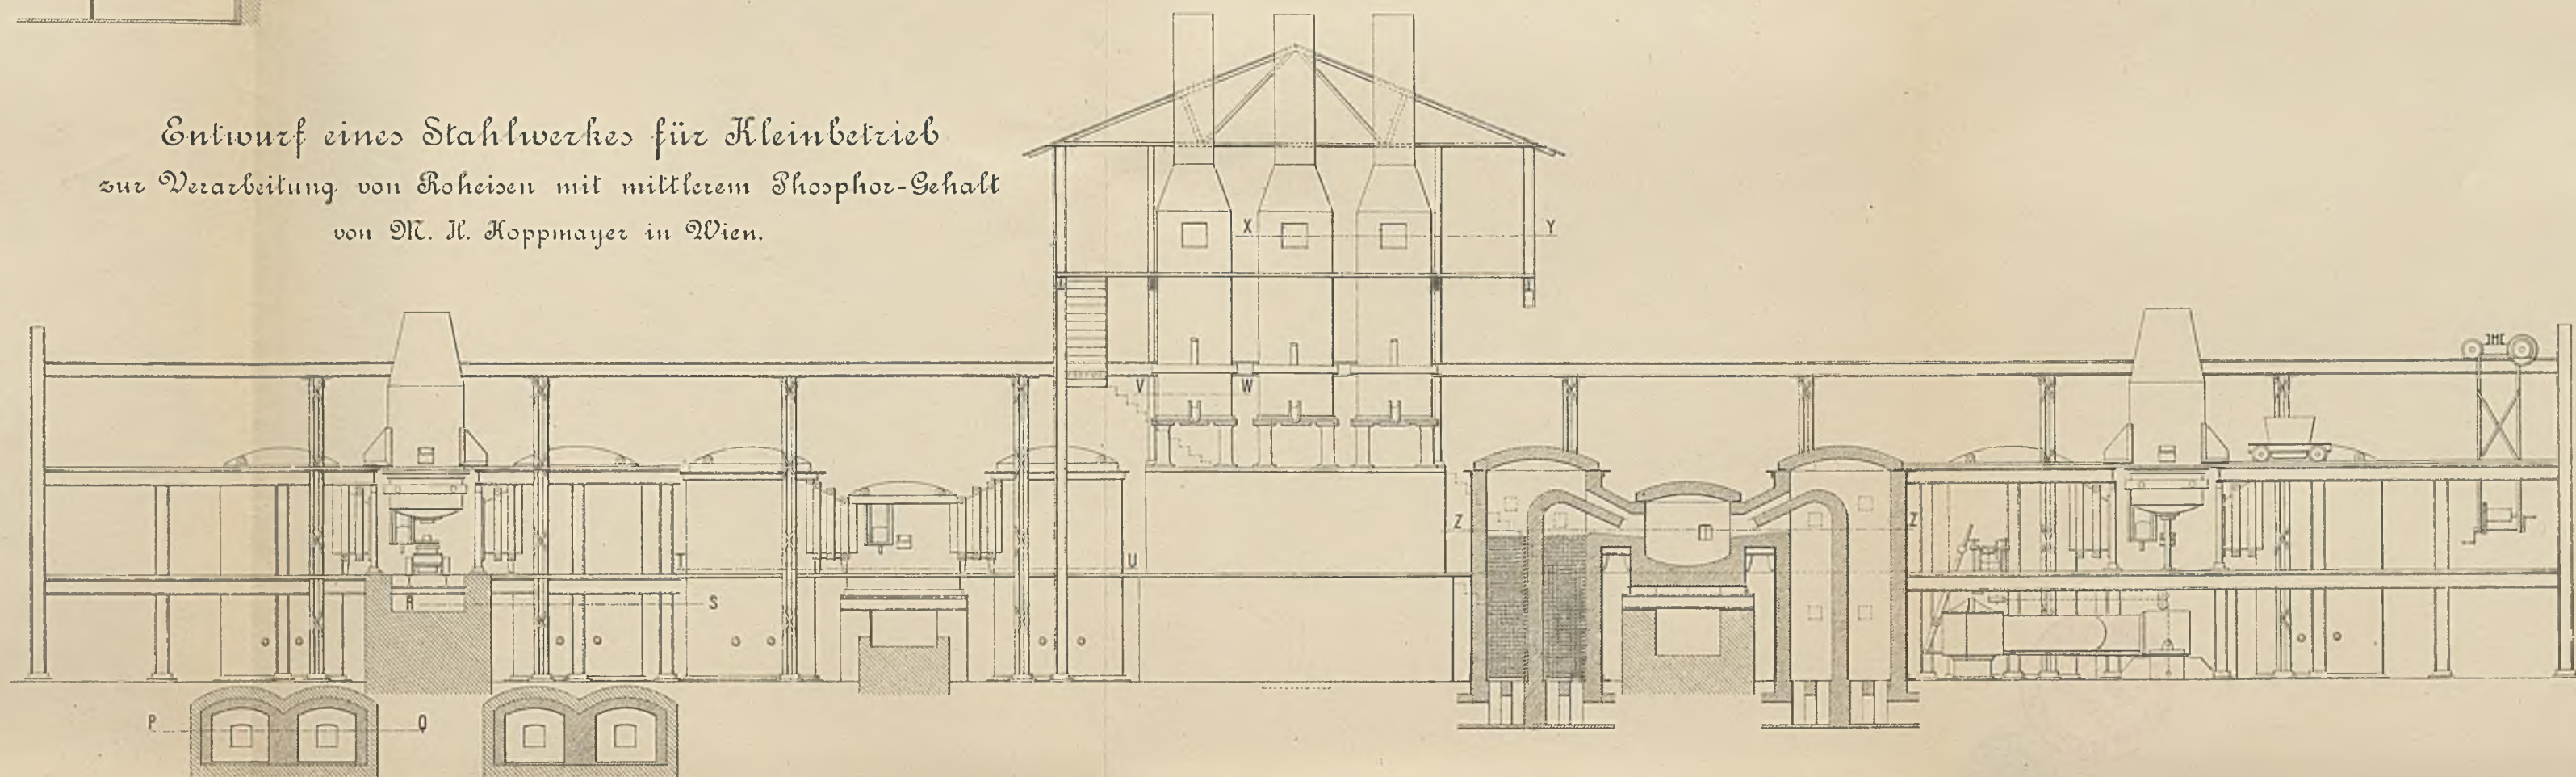 Entwurf eines Stahlwerkes für Kleinbetrieb
zur Verarbeitung von Roheisen mit mittlerem Phosphor-Gehalt
von M. H. Koppmayer in Wien.
X Y
V W
Z Z
T U
R S
P Q